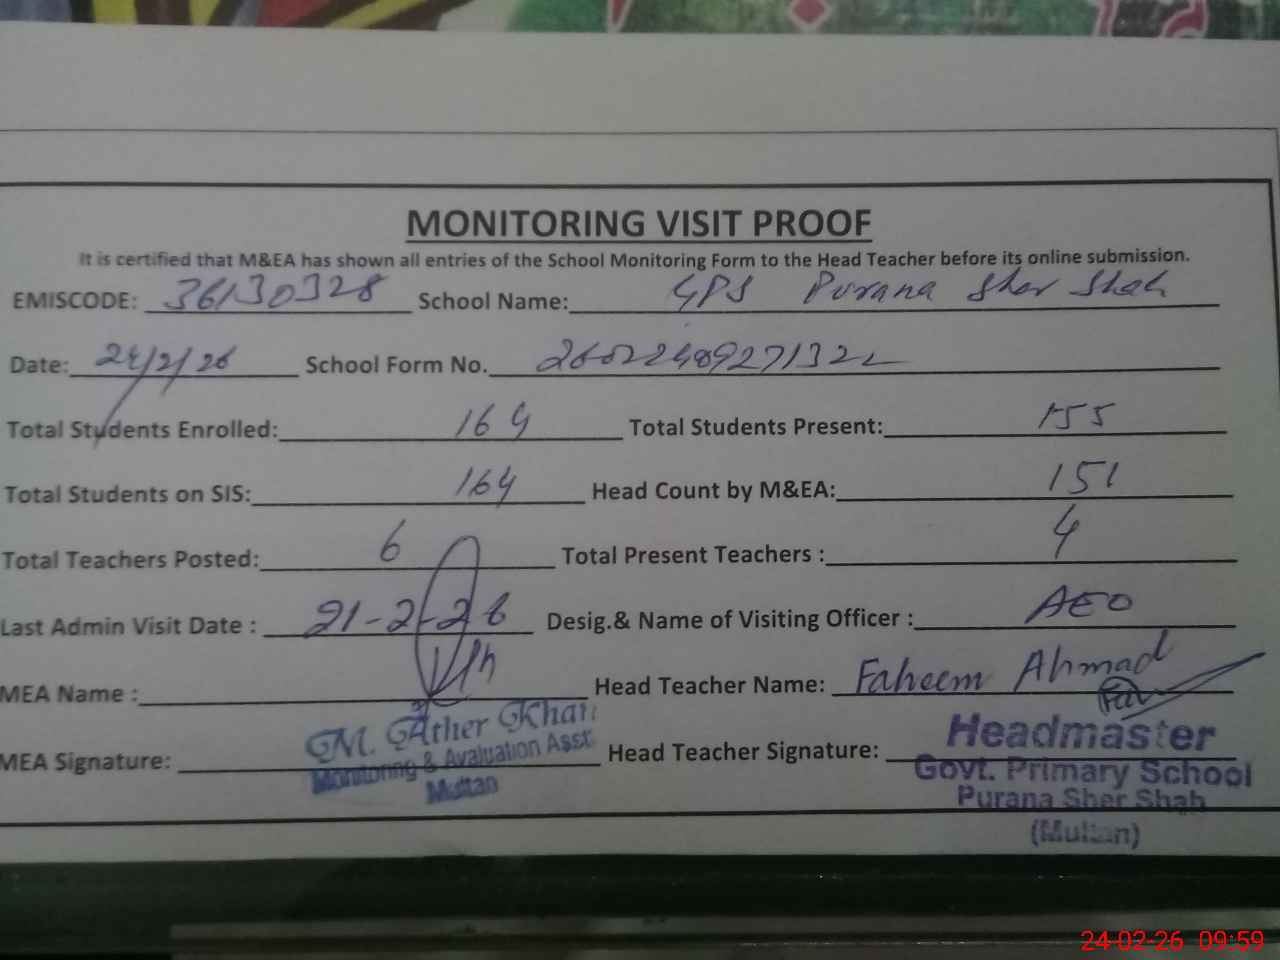 MONITORING VISIT PROOF
It is certified that M&EA has shown all entries of the School Monitoring Form to the Head Teacher before its online submission.
EMISCODE: 36130328 School Name: GPS Purana Sher Shah
Date: 24/2/26 School Form No.
Total Students Enrolled: 164 Total Students Present: 155
Total Students on SIS: 164 Head Count by M&EA: 151
Total Teachers Posted: 6 Total Present Teachers : 4
Last Admin Visit Date : 21-2-26 Desig.& Name of Visiting Officer : AEO
MEA Name : Head Teacher Name: Faheem Ahmad
MEA Signature: Head Teacher Signature:
M. Ather Khan
Monitoring & Avaluation Asst:
Multan
Headmaster
Govt. Primary School
Purana Sher Shah
(Multan)
24-02-26 09:59